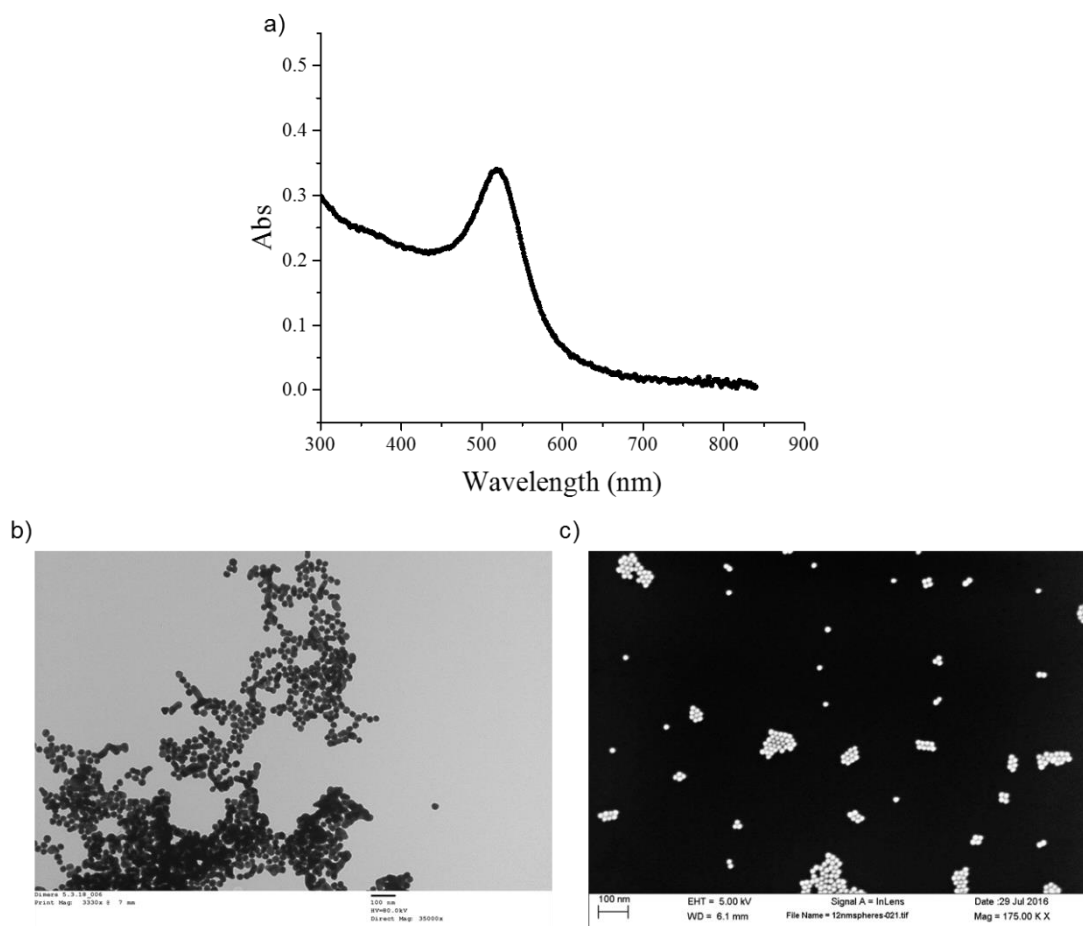 a)
0.5
0.4
0.3
0.2
0.1
0.0
Abs
300 400 500 600 700 800 900
Wavelength (nm)
b)
c)
Dimers 5.3.18_006
Print Mag: 3330x @ 7 mm
100 nm
HV=80.0kV
Direct Mag: 35000x
100 nm
EHT = 5.00 kV
WD = 6.1 mm
Signal A = InLens
File Name = 12nmspheres-021.tif
Date :29 Jul 2016
Mag = 175.00 K X